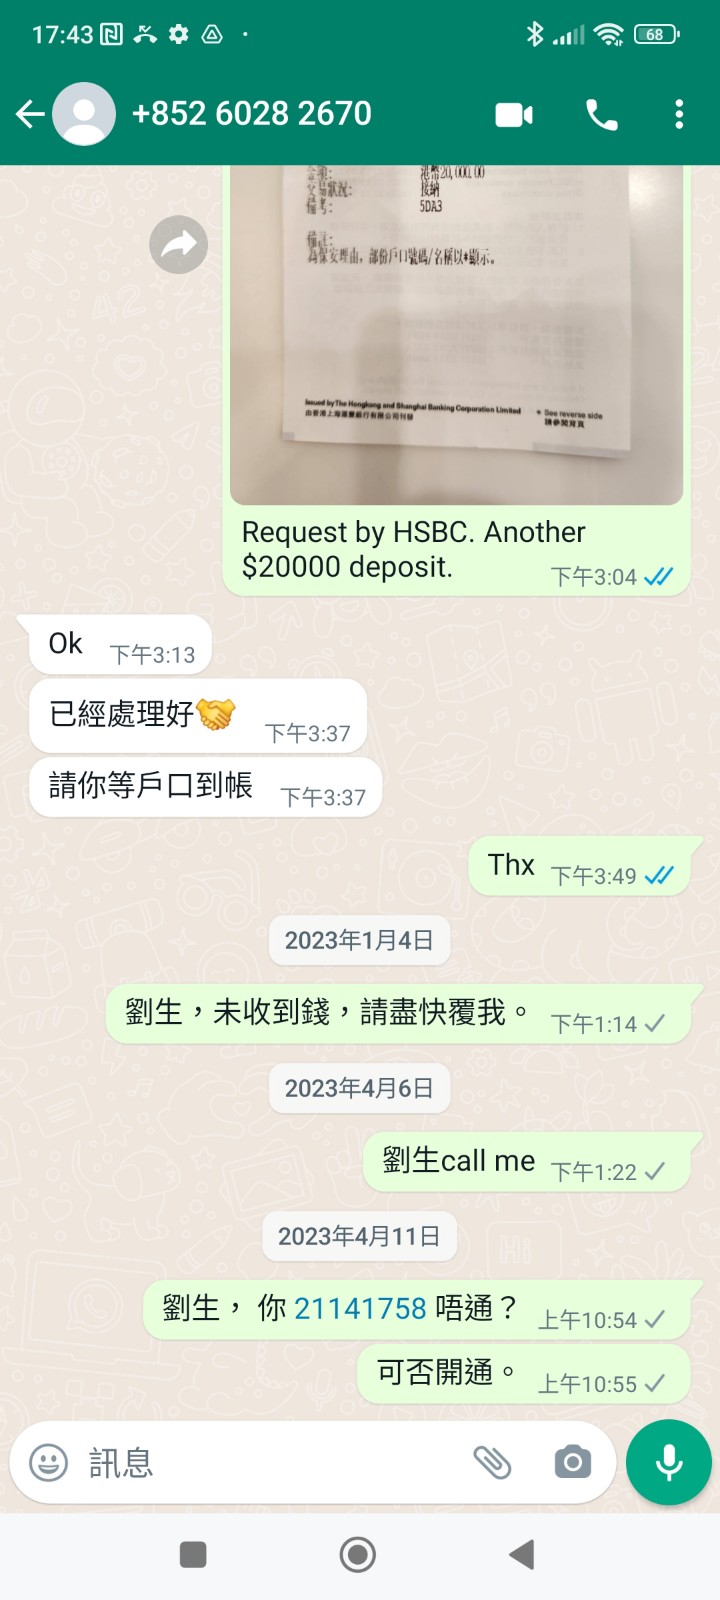 17:43
68
+852 6028 2670
港幣20,000.00
交易狀況: 接納
備考: 5DA3
備註:
為保安理由，部份戶口號碼/名稱以*顯示。
Issued by The Hongkong and Shanghai Banking Corporation Limited
由香港上海滙豐銀行有限公司刊發
* See reverse side
請參閱背頁
Request by HSBC. Another
$20000 deposit.
下午3:04
Ok 下午3:13
已經處理好🤝 下午3:37
請你等戶口到帳 下午3:37
Thx 下午3:49
2023年1月4日
劉生，未收到錢，請盡快覆我。 下午1:14
2023年4月6日
劉生call me 下午1:22
2023年4月11日
劉生， 你 21141758 唔通？ 上午10:54
可否開通。 上午10:55
訊息